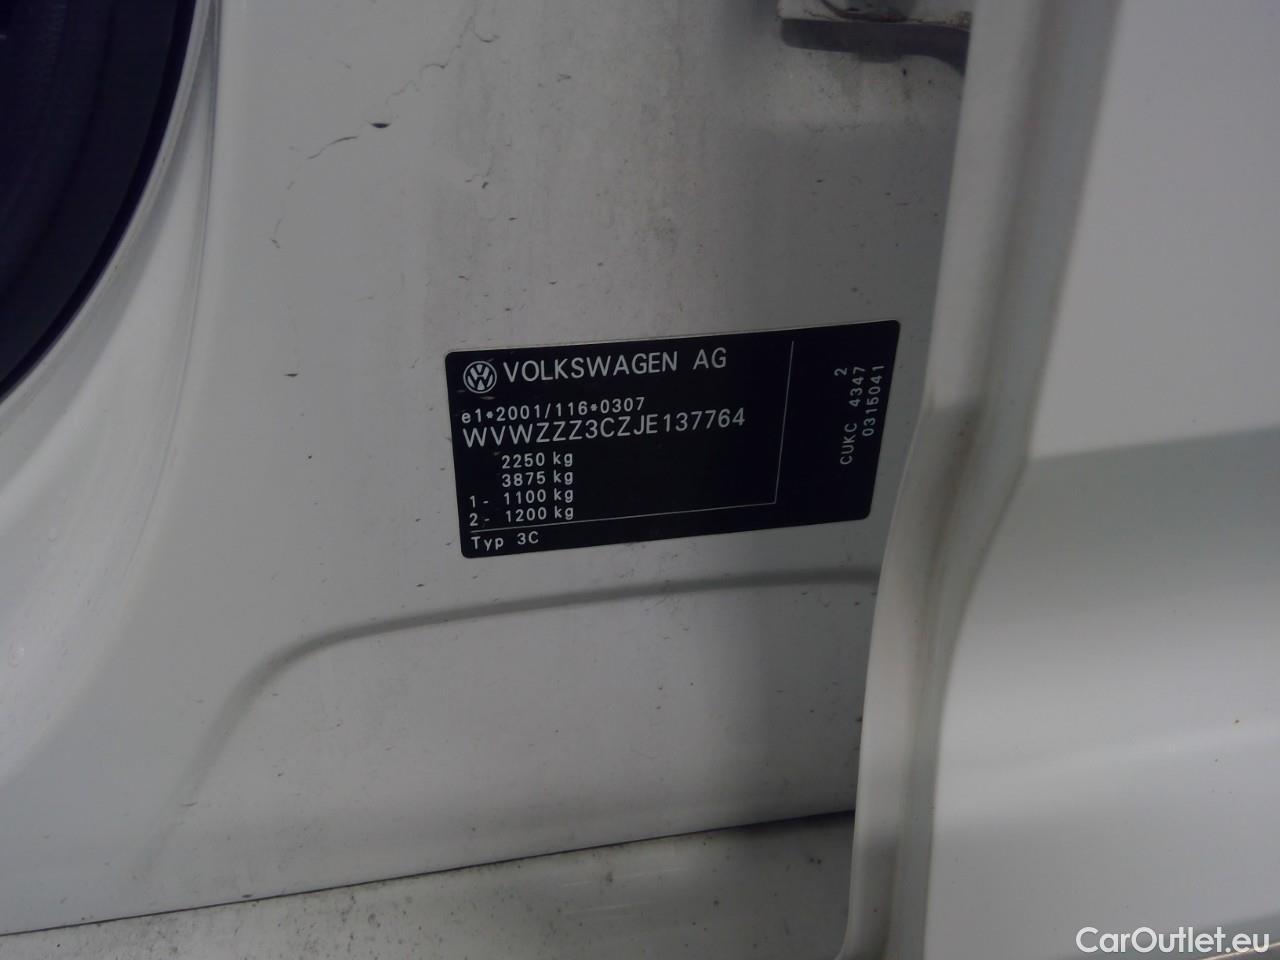 VOLKSWAGEN AG
e1*2001/116*0307
WVWZZZ3CZJE137764
2250 kg
3875 kg
1 - 1100 kg
2 - 1200 kg
Typ 3C
2
CUKC 4347
0315041
CarOutlet.eu